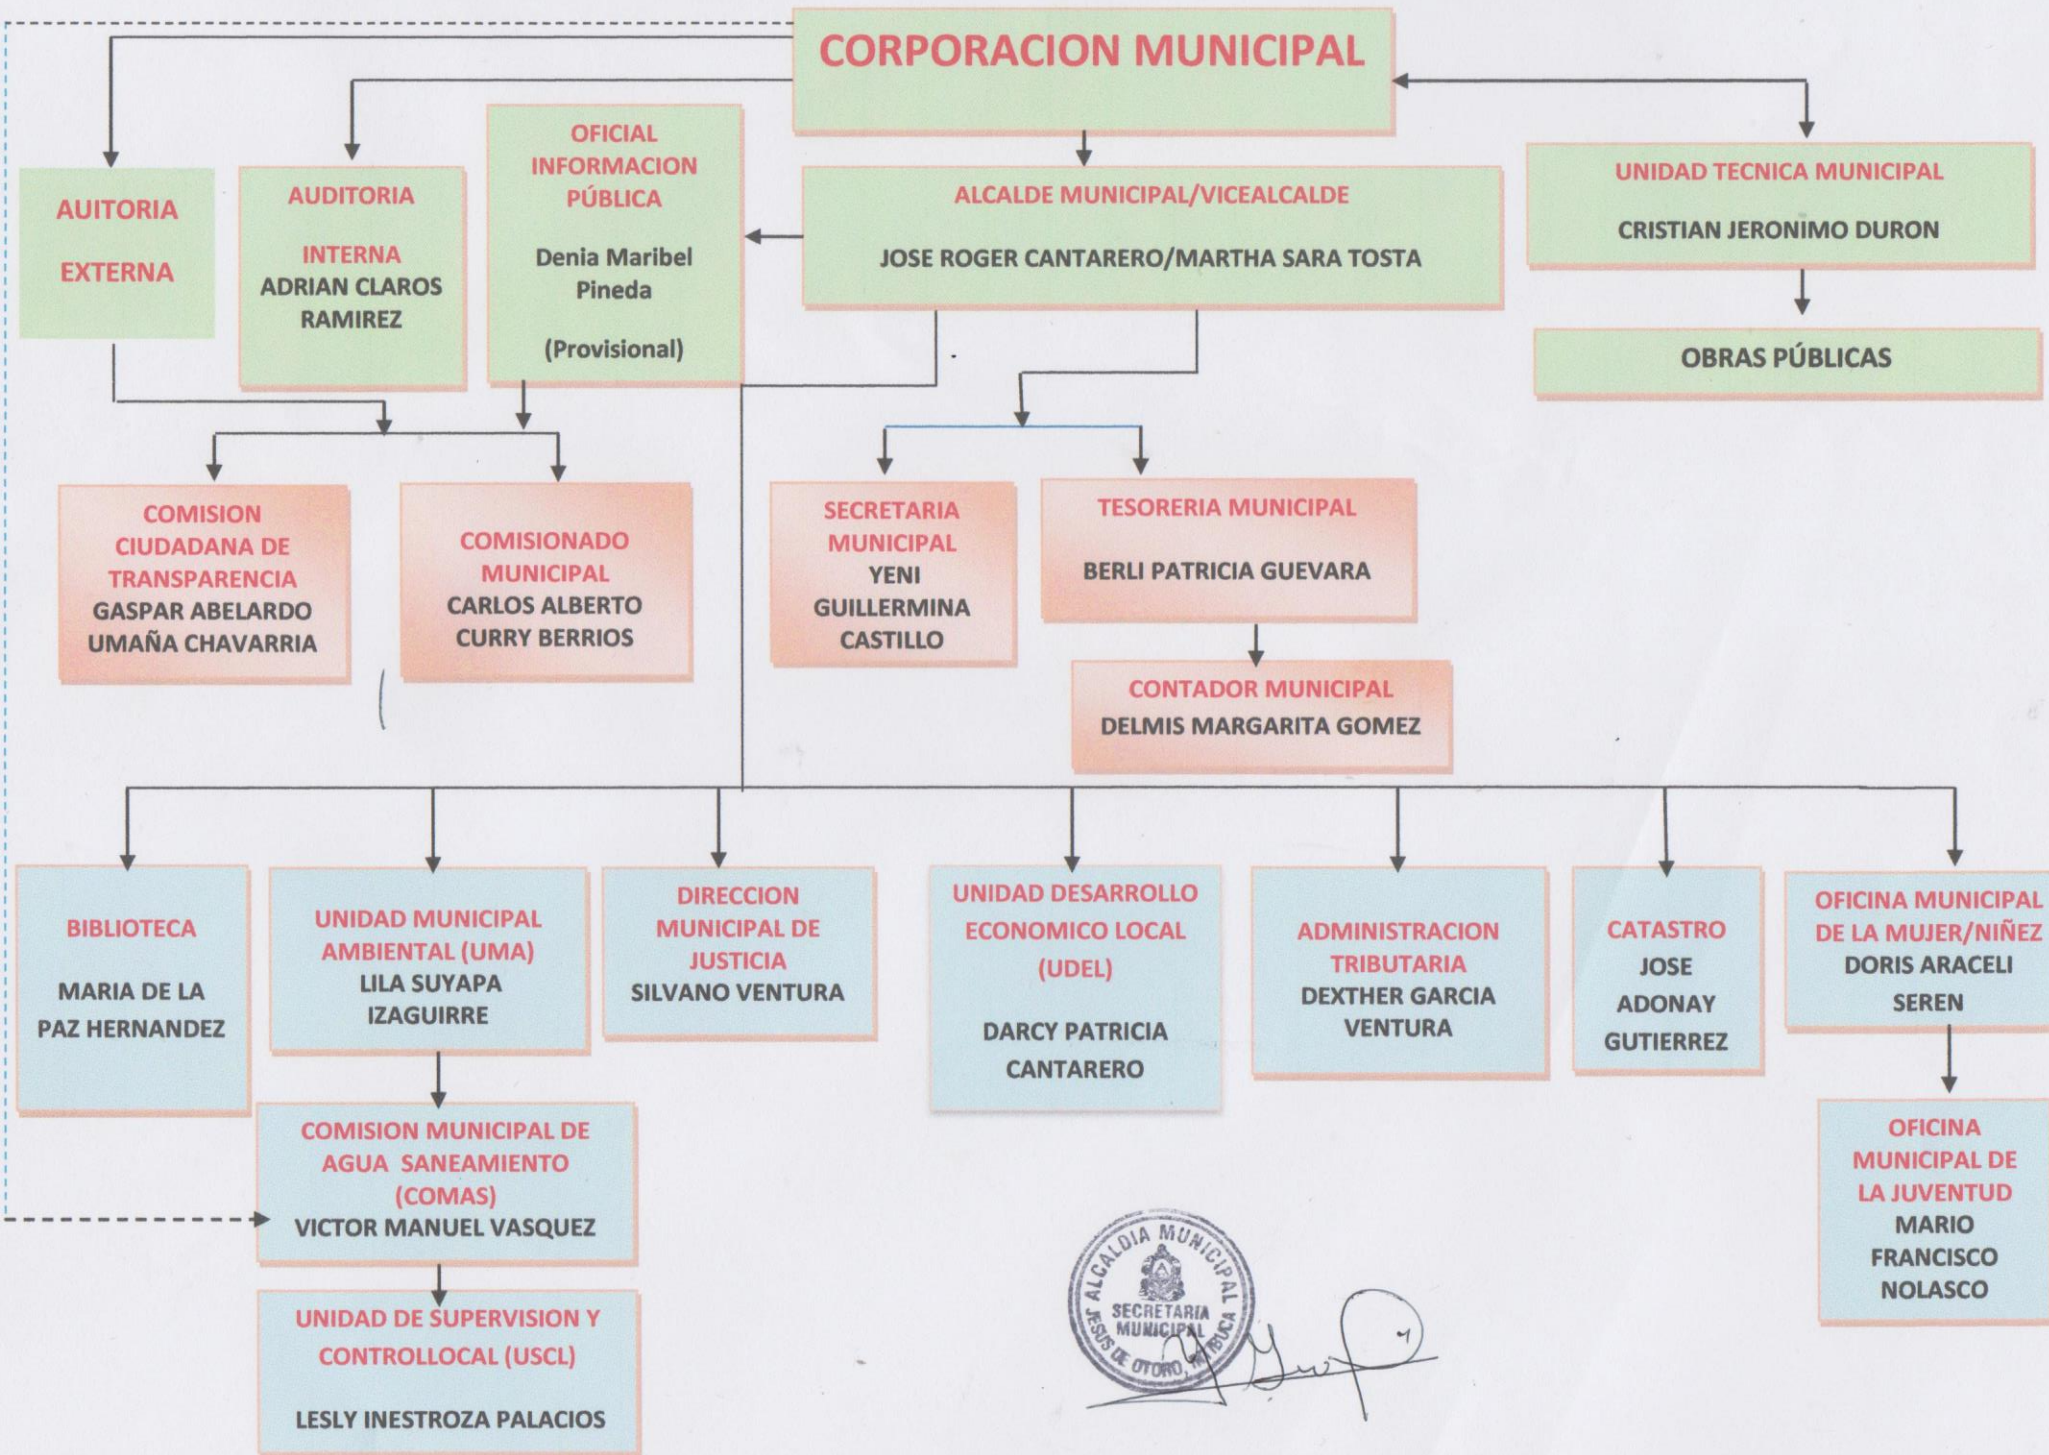 CORPORACION MUNICIPAL
AUITORIA
EXTERNA
AUDITORIA
INTERNA
ADRIAN CLAROS
RAMIREZ
OFICIAL
INFORMACION
PÚBLICA
Denia Maribel
Pineda
(Provisional)
ALCALDE MUNICIPAL/VICEALCALDE
JOSE ROGER CANTARERO/MARTHA SARA TOSTA
UNIDAD TECNICA MUNICIPAL
CRISTIAN JERONIMO DURON
OBRAS PÚBLICAS
COMISION
CIUDADANA DE
TRANSPARENCIA
GASPAR ABELARDO
UMAÑA CHAVARRIA
COMISIONADO
MUNICIPAL
CARLOS ALBERTO
CURRY BERRIOS
SECRETARIA
MUNICIPAL
YENI
GUILLERMINA
CASTILLO
TESORERIA MUNICIPAL
BERLI PATRICIA GUEVARA
CONTADOR MUNICIPAL
DELMIS MARGARITA GOMEZ
BIBLIOTECA
MARIA DE LA
PAZ HERNANDEZ
UNIDAD MUNICIPAL
AMBIENTAL (UMA)
LILA SUYAPA
IZAGUIRRE
DIRECCION
MUNICIPAL DE
JUSTICIA
SILVANO VENTURA
UNIDAD DESARROLLO
ECONOMICO LOCAL
(UDEL)
DARCY PATRICIA
CANTARERO
ADMINISTRACION
TRIBUTARIA
DEXTHER GARCIA
VENTURA
CATASTRO
JOSE
ADONAY
GUTIERREZ
OFICINA MUNICIPAL
DE LA MUJER/NIÑEZ
DORIS ARACELI
SEREN
COMISION MUNICIPAL DE
AGUA SANEAMIENTO
(COMAS)
VICTOR MANUEL VASQUEZ
OFICINA
MUNICIPAL DE
LA JUVENTUD
MARIO
FRANCISCO
NOLASCO
UNIDAD DE SUPERVISION Y
CONTROLLOCAL (USCL)
LESLY INESTROZA PALACIOS
ALCALDIA MUNICIPAL
SECRETARIA
MUNICIPAL
JESUS DE OTORO,